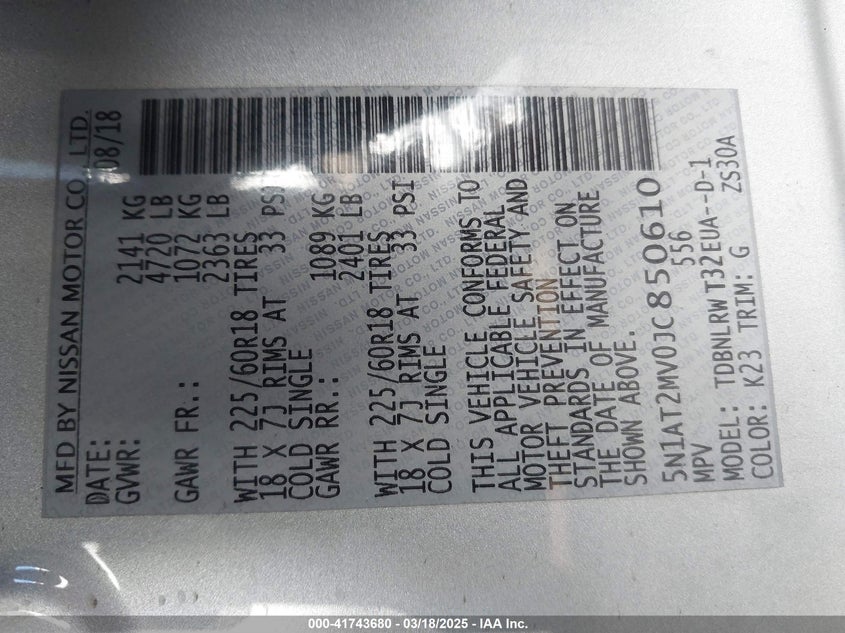 MFD BY NISSAN MOTOR CO., LTD.
DATE: 08/18
GVWR: 2141 KG
4720 LB
GAWR FR.: 1072 KG
2363 LB
WITH 225/60R18 TIRES
18 X 7J RIMS AT 33 PSI
COLD SINGLE
GAWR RR.: 1089 KG
2401 LB
WITH 225/60R18 TIRES
18 X 7J RIMS AT 33 PSI
COLD SINGLE
THIS VEHICLE CONFORMS TO
ALL APPLICABLE FEDERAL
MOTOR VEHICLE SAFETY AND
THEFT PREVENTION
STANDARDS IN EFFECT ON
THE DATE OF MANUFACTURE
SHOWN ABOVE.
5N1AT2MV0JC850610
MPV 556
MODEL: TDBNLRW T32EUA--D-1
COLOR: K23 TRIM: G ZS30A
000-41743680 - 03/18/2025 - IAA Inc.